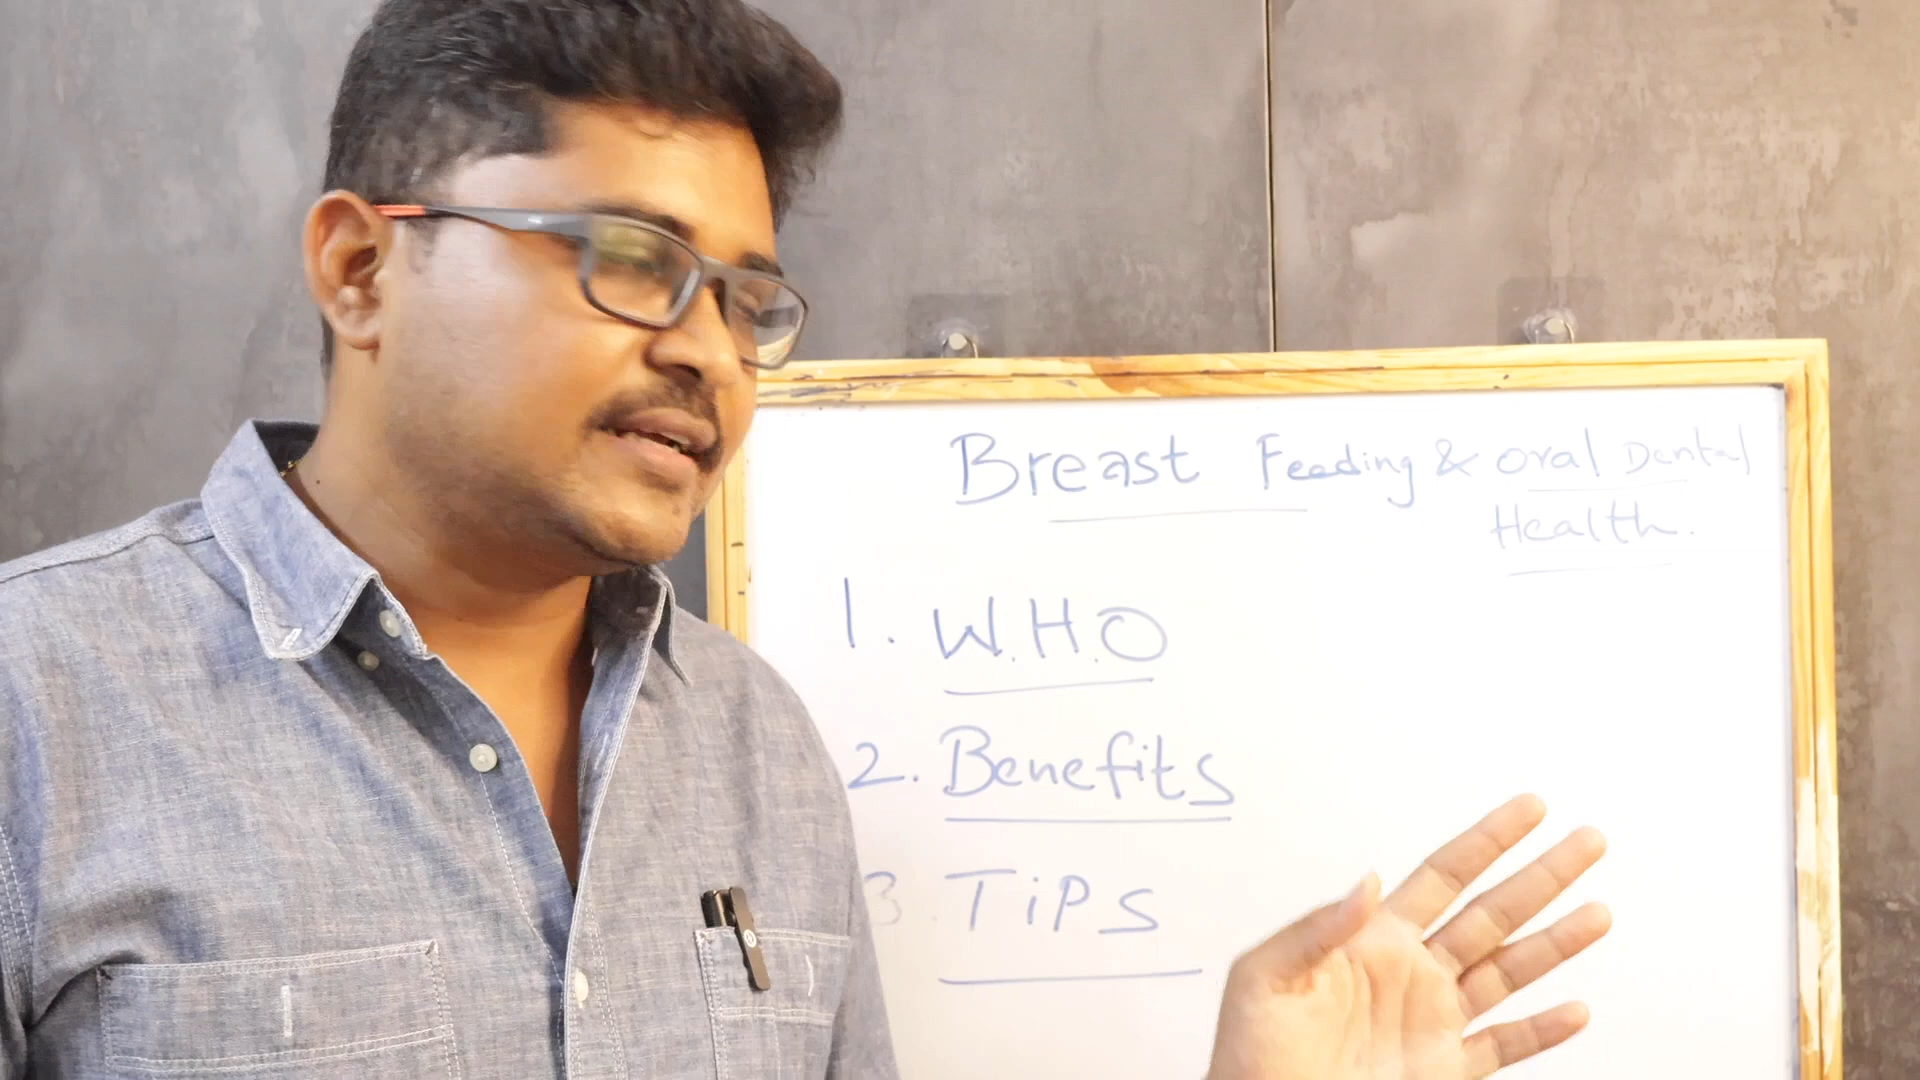 Breast Feeding & oral Dental
Health.
1. W.H.O
2. Benefits
3. TiPs